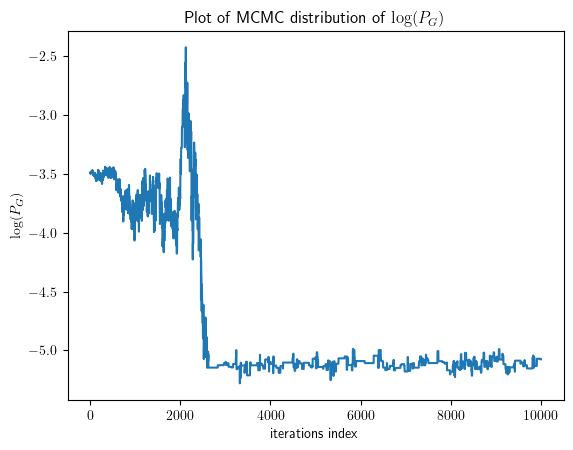 Plot of MCMC distribution of log(P_G)
log(P_G)
−2.5
−3.0
−3.5
−4.0
−4.5
−5.0
0 2000 4000 6000 8000 10000
iterations index